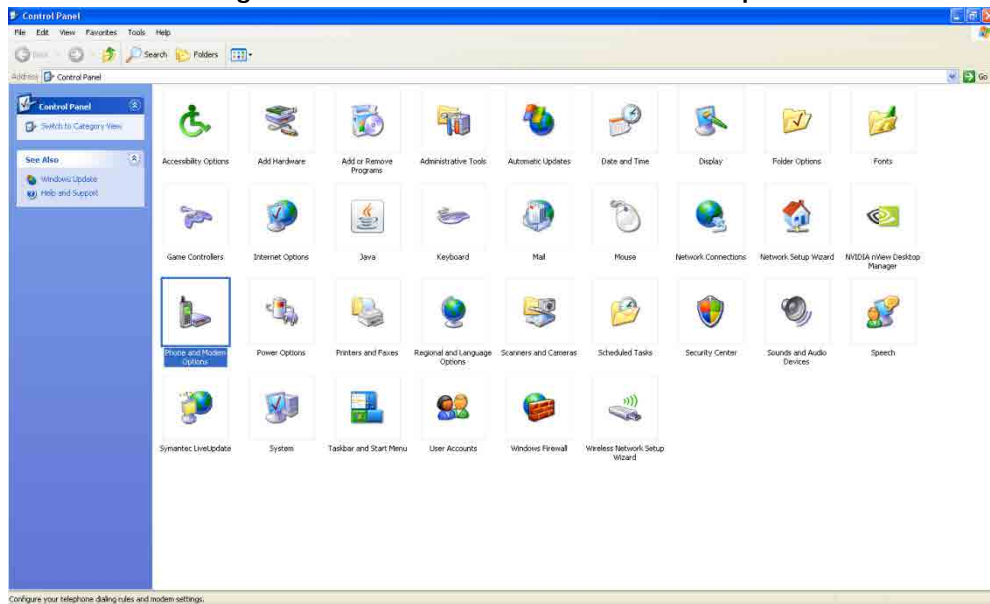 Control Panel
File Edit View Favorites Tools Help
Back Search Folders
Address Control Panel Go
Control Panel
Switch to Category View
See Also
Windows Update
Help and Support
Accessibility Options Add Hardware Add or Remove Programs Administrative Tools Automatic Updates Date and Time Display Folder Options Fonts
Game Controllers Internet Options Java Keyboard Mail Mouse Network Connections Network Setup Wizard NVIDIA nView Desktop Manager
Phone and Modem Options Power Options Printers and Faxes Regional and Language Options Scanners and Cameras Scheduled Tasks Security Center Sounds and Audio Devices Speech
Symantec LiveUpdate System Taskbar and Start Menu User Accounts Windows Firewall Wireless Network Setup Wizard
Configure your telephone dialing rules and modem settings.